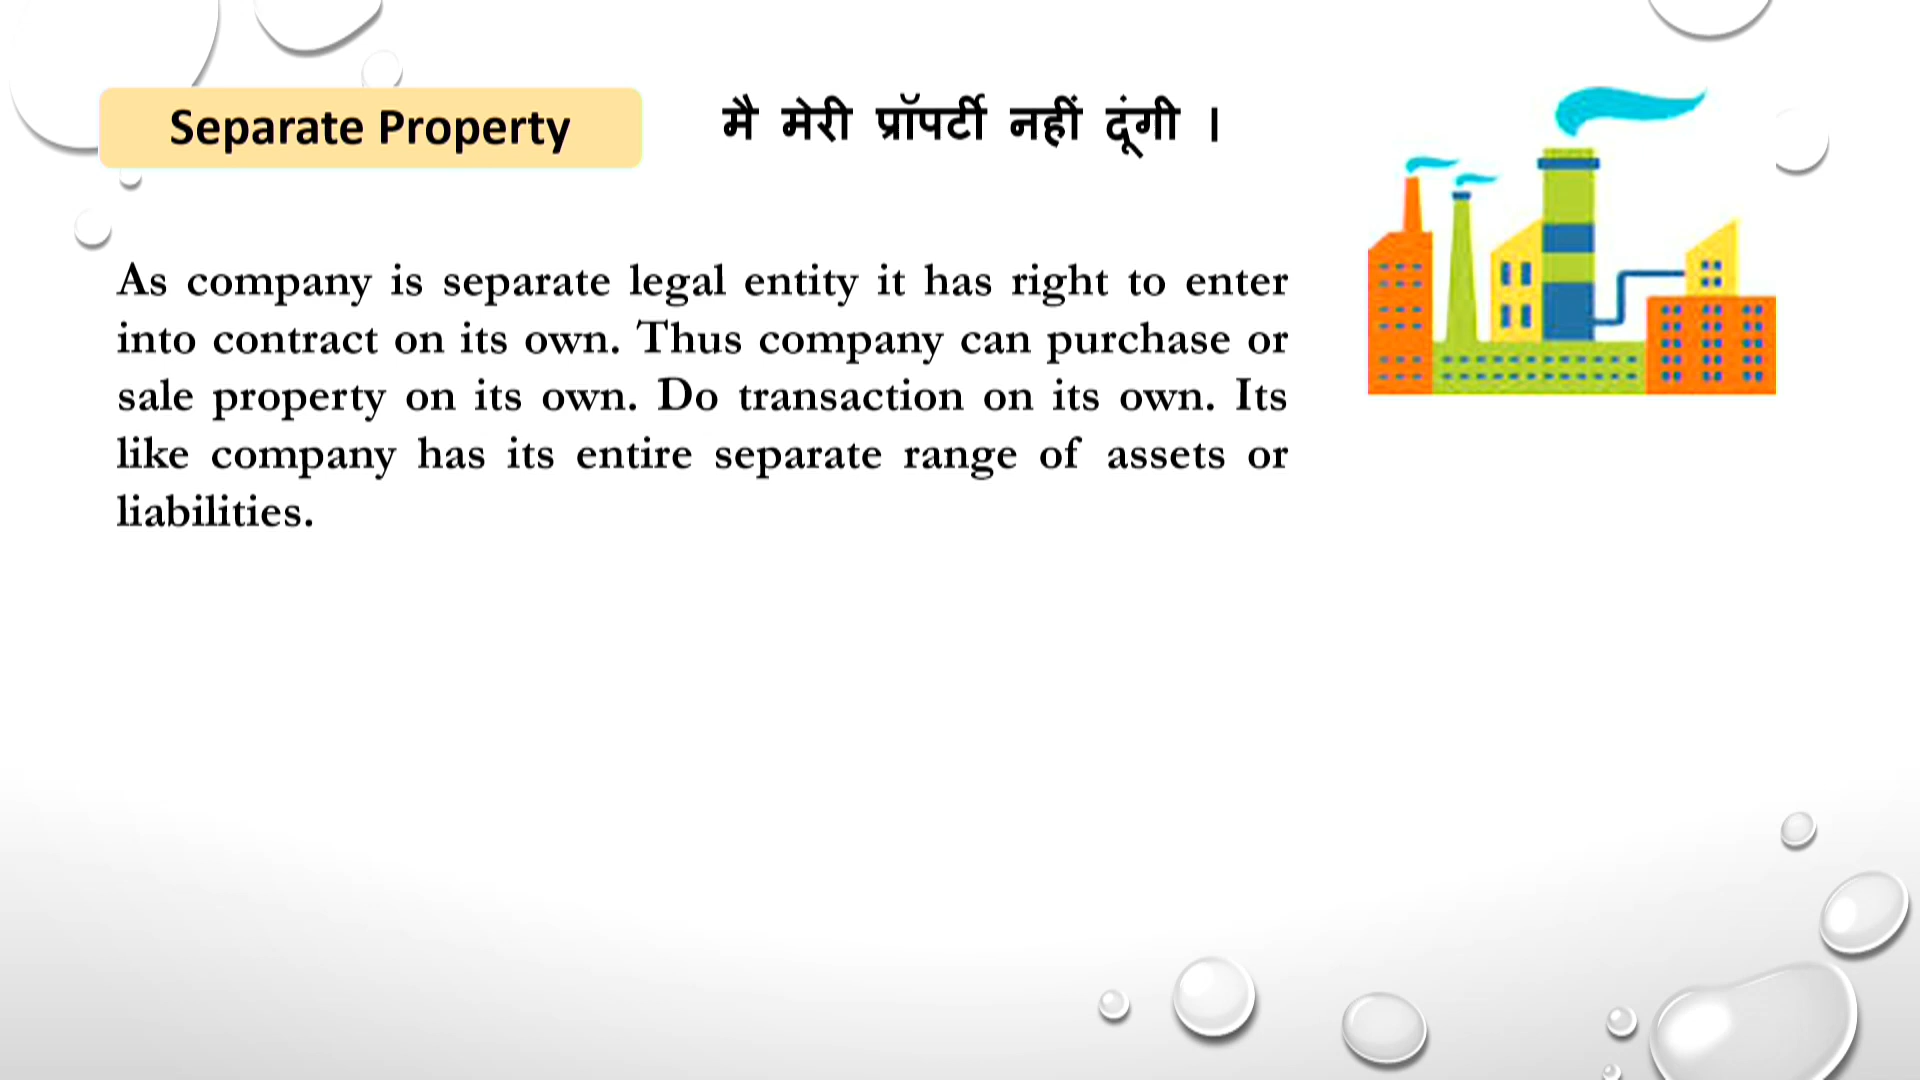 Separate Property
मै मेरी प्रॉपर्टी नहीं दूंगी ।
As company is separate legal entity it has right to enter
into contract on its own. Thus company can purchase or
sale property on its own. Do transaction on its own. Its
like company has its entire separate range of assets or
liabilities.